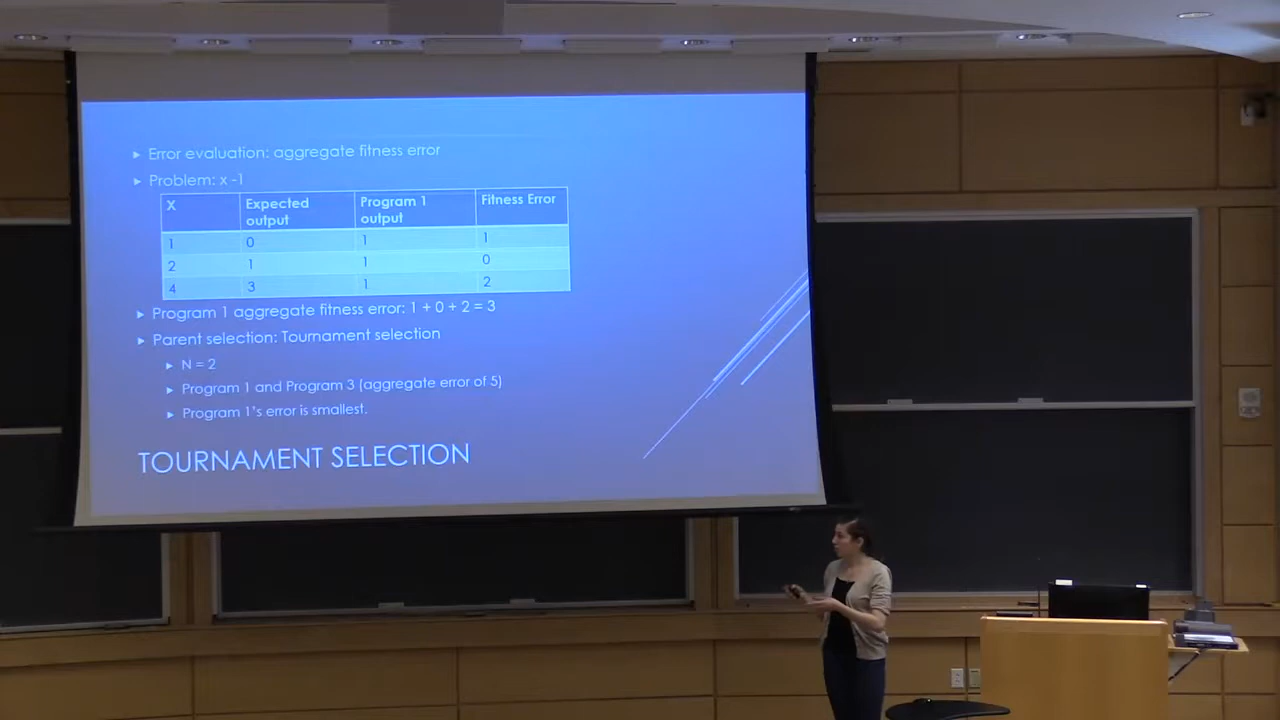 Error evaluation: aggregate fitness error
Problem: x -1
X Expected output Program 1 output Fitness Error
1 0 1 1
2 1 1 0
4 3 1 2
Program 1 aggregate fitness error: 1 + 0 + 2 = 3
Parent selection: Tournament selection
N = 2
Program 1 and Program 3 (aggregate error of 5)
Program 1's error is smallest.
TOURNAMENT SELECTION